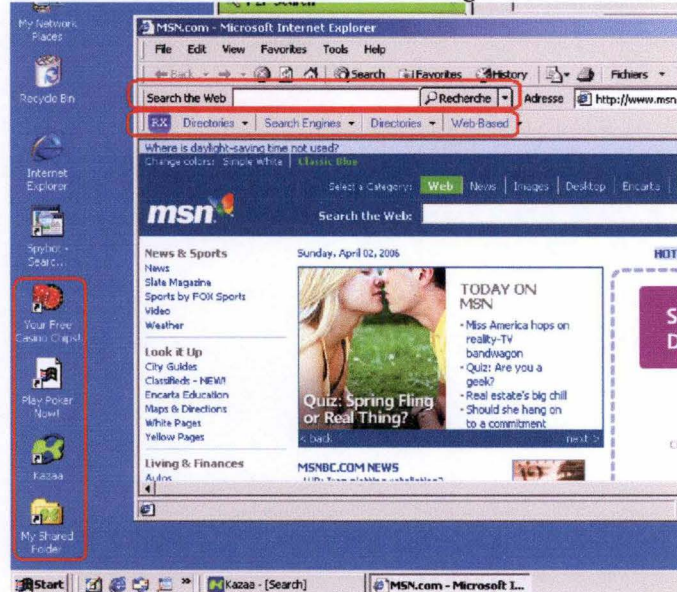 My Network
Places
Recycle Bin
Internet
Explorer
Spybot -
Searc...
Your Free
Casino Chips!
Play Poker
Now!
Kazaa
My Shared
Folder
MSN.com - Microsoft Internet Explorer
File Edit View Favorites Tools Help
Back Search Favorites History Fichiers
Search the Web Recherche Adresse http://www.msn
RX Directories Search Engines Directories Web-Based
Where is daylight-saving time not used?
Change colors: Simple White | Classic Blue
Select a Category: Web News Images Desktop Encarta
msn
Search the Web:
News & Sports
News
Slate Magazine
Sports by FOX Sports
Video
Weather
Look it Up
City Guides
Classifieds - NEW!
Encarta Education
Maps & Directions
White Pages
Yellow Pages
Living & Finances
Autos
Sunday, April 02, 2006
Quiz: Spring Fling
or Real Thing?
< back next >
TODAY ON
MSN
· Miss America hops on
reality-TV
bandwagon
· Quiz: Are you a
geek?
· Real estate's big chill
· Should she hang on
to a commitment
MSNBC.COM NEWS
HOT
S
D
Start Kazaa - [Search] MSN.com - Microsoft I...